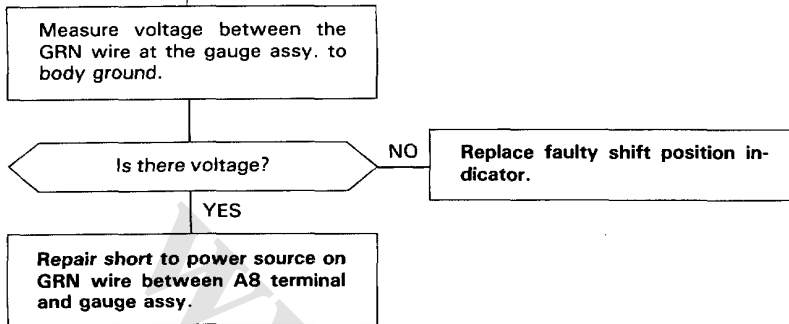 Measure voltage between the
GRN wire at the gauge assy. to
body ground.
Is there voltage?
NO
Replace faulty shift position in-
dicator.
YES
Repair short to power source on
GRN wire between A8 terminal
and gauge assy.